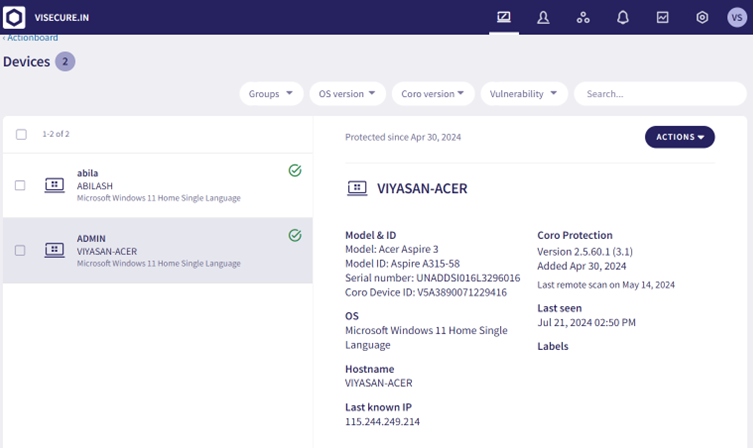 VISECURE.IN
VS
‹ Actionboard
Devices 2
Groups OS version Coro version Vulnerability Search...
1-2 of 2
abila
ABILASH
Microsoft Windows 11 Home Single Language
ADMIN
VIYASAN-ACER
Microsoft Windows 11 Home Single Language
Protected since Apr 30, 2024
ACTIONS
VIYASAN-ACER
Model & ID
Model: Acer Aspire 3
Model ID: Aspire A315-58
Serial number: UNADDSI016L3296016
Coro Device ID: V5A3890071229416
OS
Microsoft Windows 11 Home Single
Language
Hostname
VIYASAN-ACER
Last known IP
115.244.249.214
Coro Protection
Version 2.5.60.1 (3.1)
Added Apr 30, 2024
Last remote scan on May 14, 2024
Last seen
Jul 21, 2024 02:50 PM
Labels